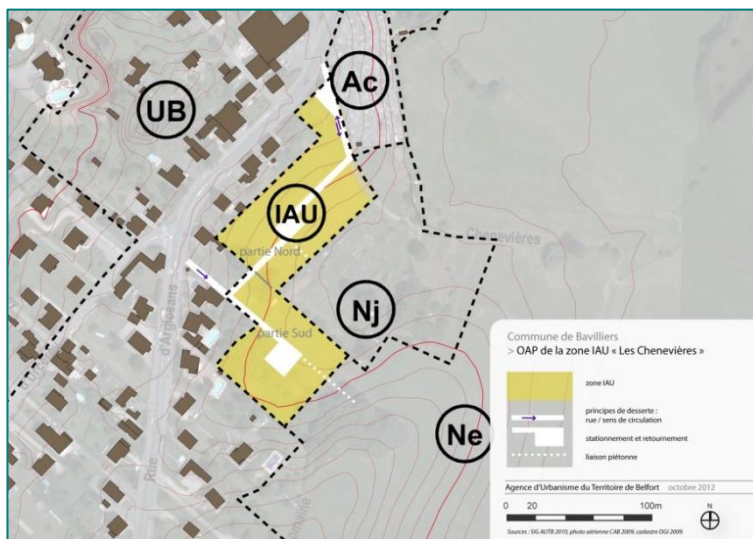 UB
Ac
IAU
partie Nord
Chenevières
Nj
partie Sud
d'Argiésans
Rue
Ne
Commune de Bavilliers
> OAP de la zone IAU « Les Chenevières »
zone IAU
principes de desserte :
rue / sens de circulation
stationnement et retournement
liaison piétonne
Agence d'Urbanisme du Territoire de Belfort octobre 2012
0 20 100m
N
Sources : SIG-AUTB 2010, photo aérienne CAB 2009, cadastre DGI 2009.